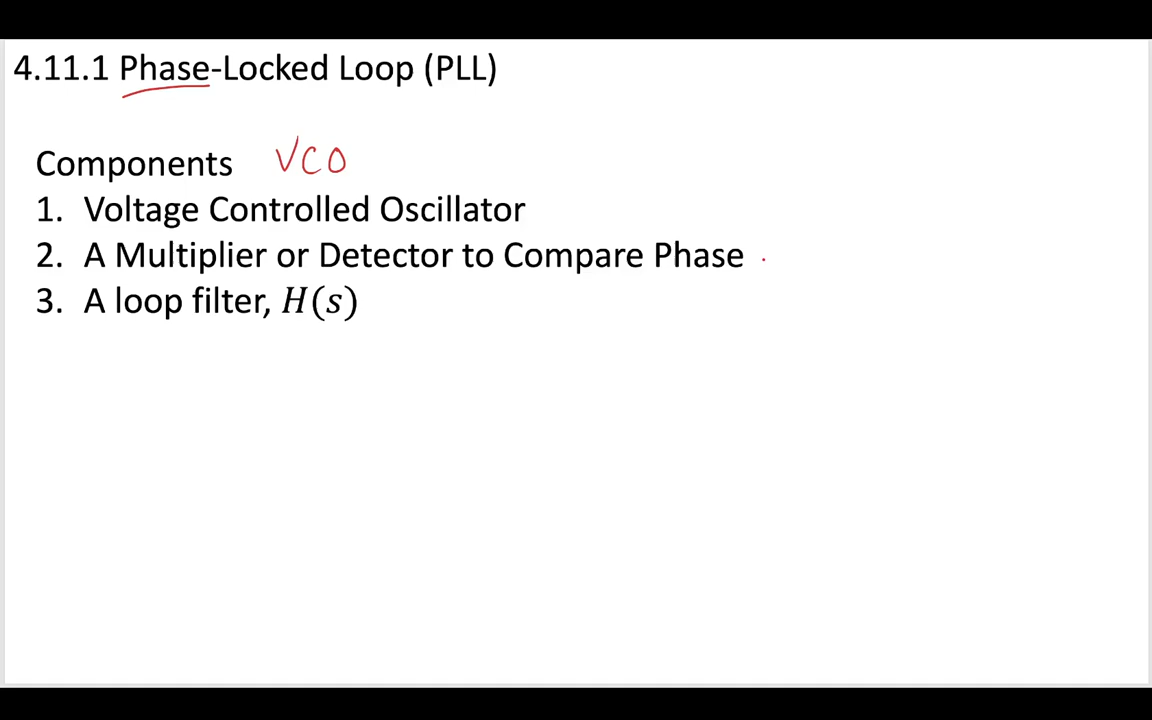 4.11.1 Phase-Locked Loop (PLL)
Components VCO
1. Voltage Controlled Oscillator
2. A Multiplier or Detector to Compare Phase
3. A loop filter, H(s)